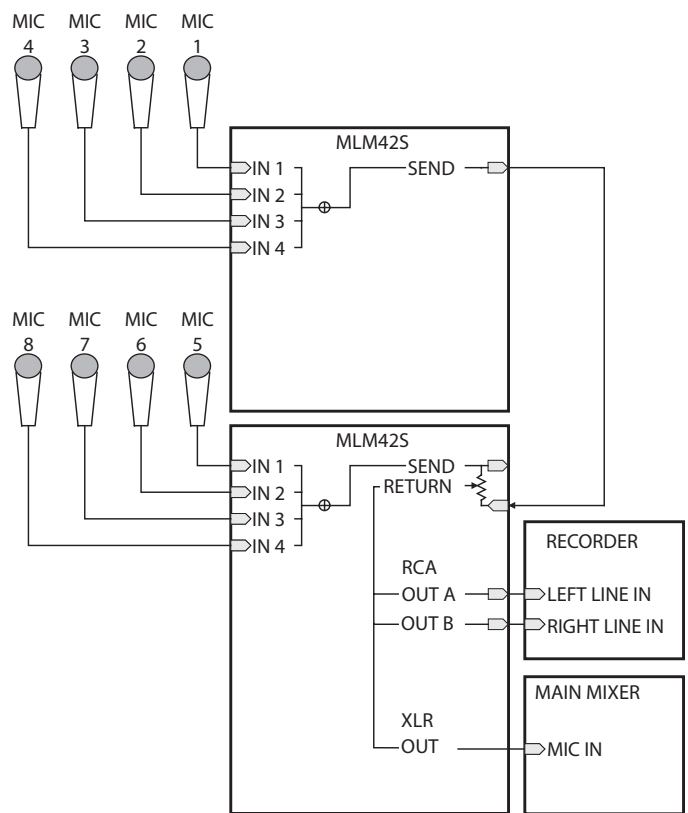 MIC 4
MIC 3
MIC 2
MIC 1
MLM42S
IN 1
SEND
IN 2
IN 3
IN 4
MIC 8
MIC 7
MIC 6
MIC 5
MLM42S
IN 1
SEND
IN 2
RETURN
IN 3
IN 4
RECORDER
RCA
OUT A
LEFT LINE IN
OUT B
RIGHT LINE IN
MAIN MIXER
XLR
OUT
MIC IN